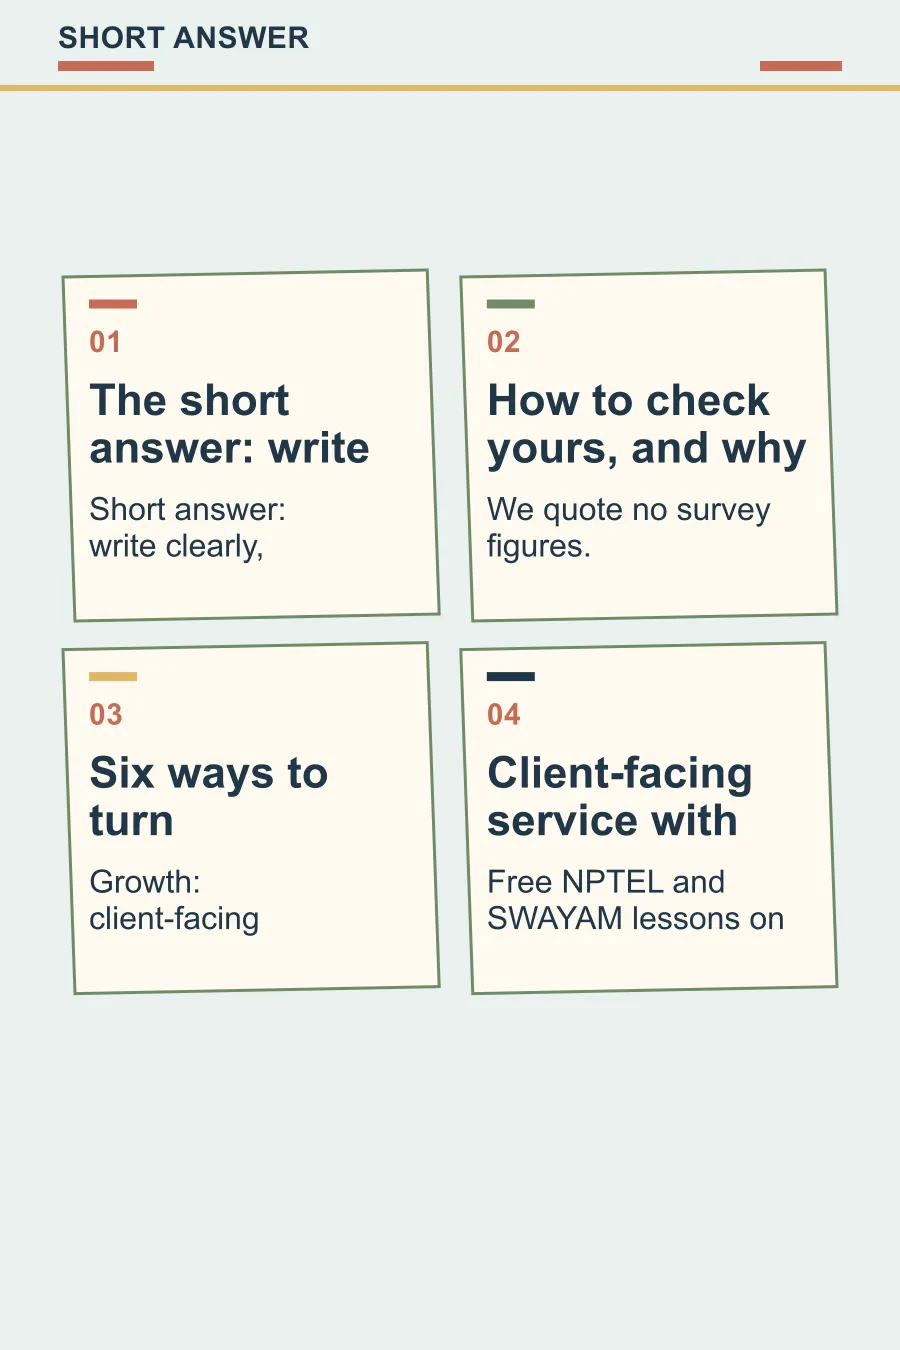 SHORT ANSWER
01
The short
answer: write
Short answer:
write clearly,
02
How to check
yours, and why
We quote no survey
figures.
03
Six ways to
turn
Growth:
client-facing
04
Client-facing
service with
Free NPTEL and
SWAYAM lessons on